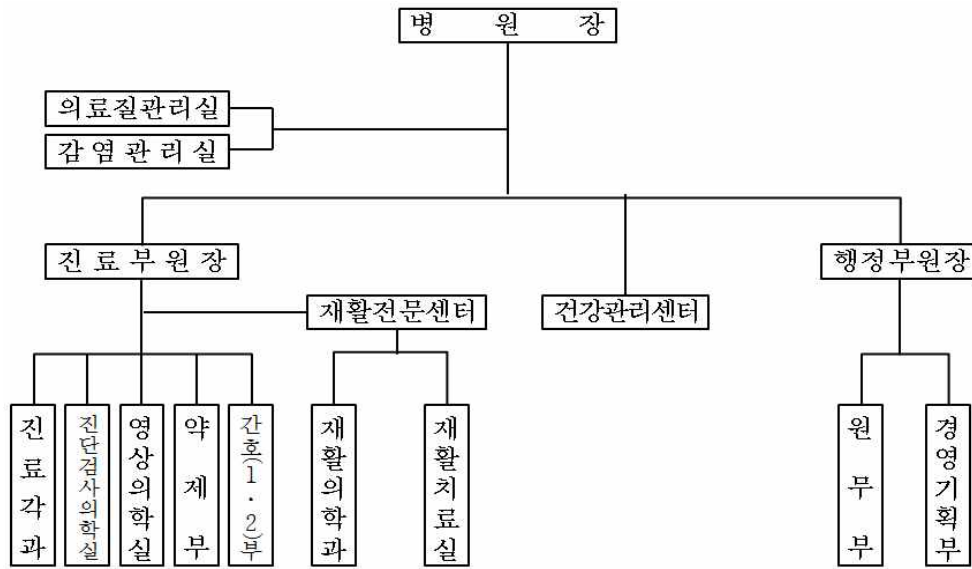 병 원 장
의료질관리실
감염관리실
진료부원장
행정부원장
재활전문센터
건강관리센터
진료각과
진단검사의학실
영상의학실
약제부
간호(1·2)부
재활의학과
재활치료실
원무부
경영기획부